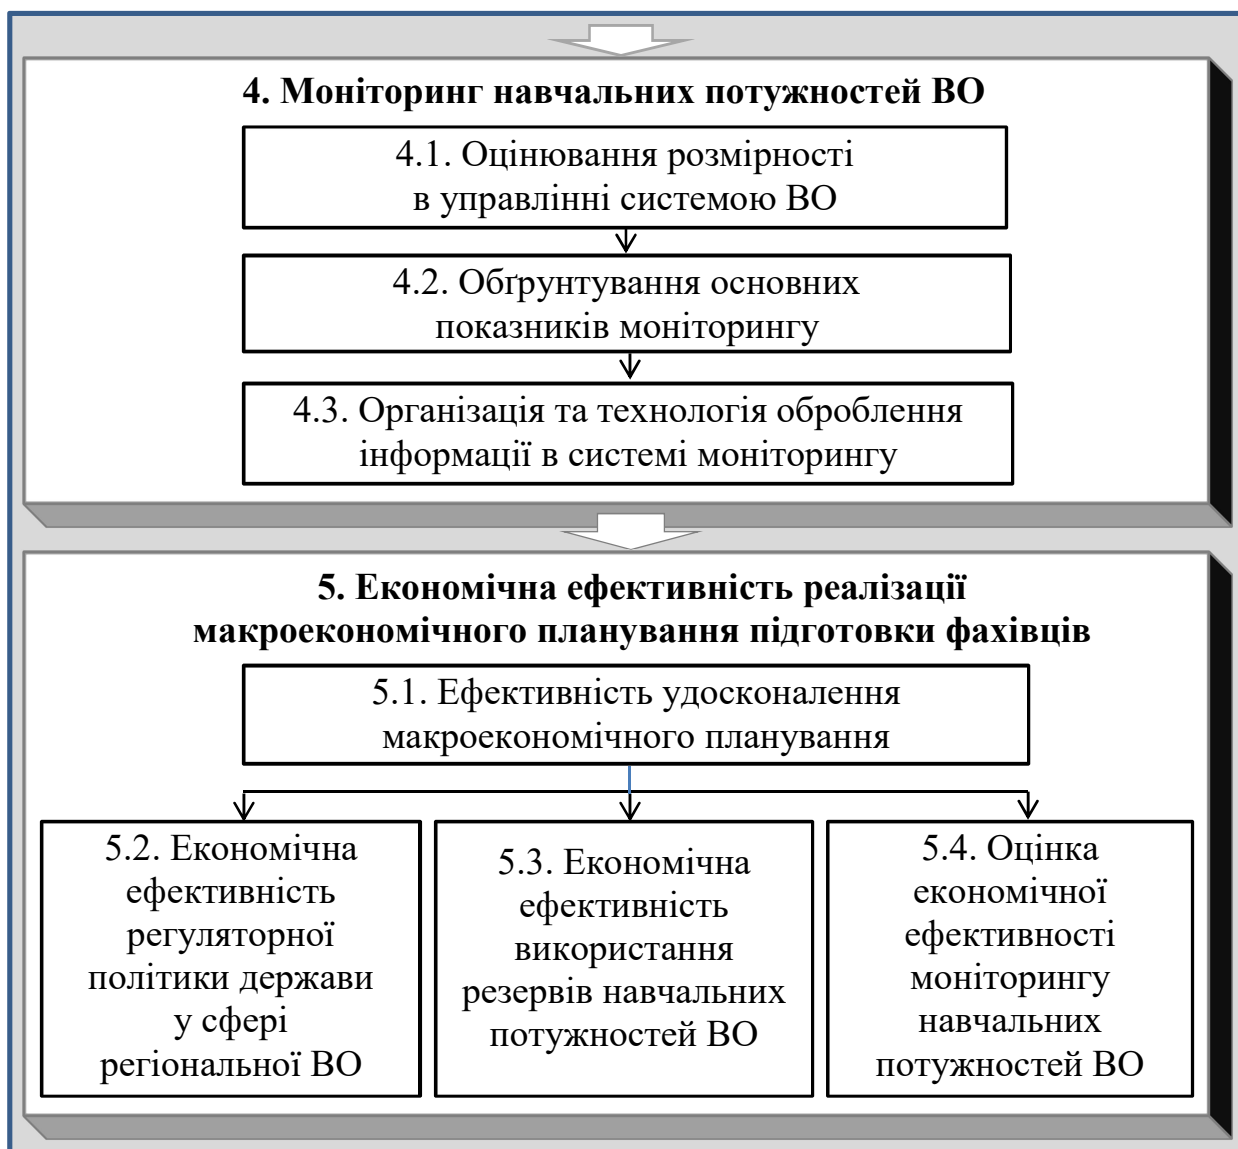 4. Моніторинг навчальних потужностей ВО
4.1. Оцінювання розмірності
в управлінні системою ВО
4.2. Обґрунтування основних
показників моніторингу
4.3. Організація та технологія оброблення
інформації в системі моніторингу
5. Економічна ефективність реалізації
макроекономічного планування підготовки фахівців
5.1. Ефективність удосконалення
макроекономічного планування
5.2. Економічна
ефективність
регуляторної
політики держави
у сфері
регіональної ВО
5.3. Економічна
ефективність
використання
резервів навчальних
потужностей ВО
5.4. Оцінка
економічної
ефективності
моніторингу
навчальних
потужностей ВО